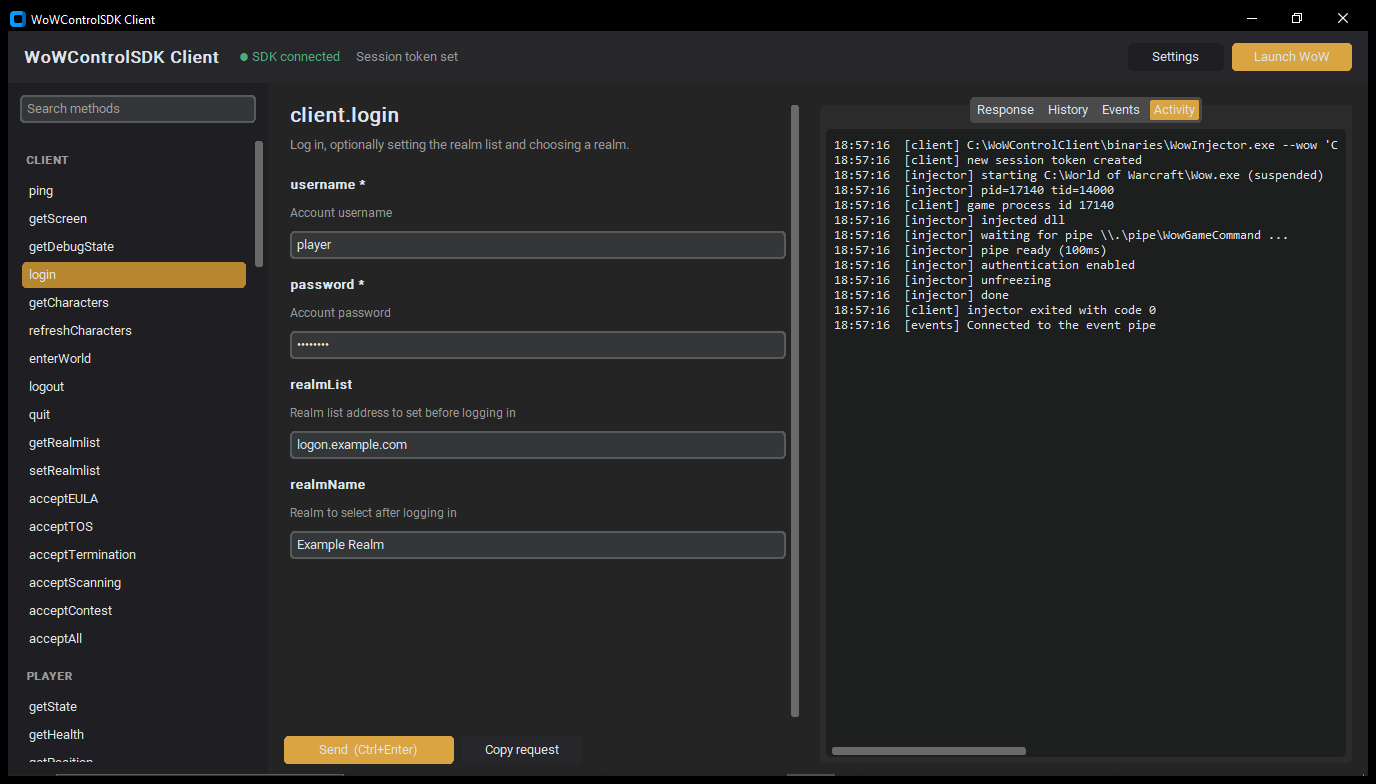 WoWControlSDK Client
WoWControlSDK Client
SDK connected
Session token set
Settings
Launch WoW
Search methods
CLIENT
ping
getScreen
getDebugState
login
getCharacters
refreshCharacters
enterWorld
logout
quit
getRealmlist
setRealmlist
acceptEULA
acceptTOS
acceptTermination
acceptScanning
acceptContest
acceptAll
PLAYER
getState
getHealth
getPosition
client.login
Log in, optionally setting the realm list and choosing a realm.
username *
Account username
player
password *
Account password
••••••••
realmList
Realm list address to set before logging in
logon.example.com
realmName
Realm to select after logging in
Example Realm
Send (Ctrl+Enter)
Copy request
Response History Events Activity
18:57:16 [client] C:\WoWControlClient\binaries\WowInjector.exe --wow 'C
18:57:16 [client] new session token created
18:57:16 [injector] starting C:\World of Warcraft\Wow.exe (suspended)
18:57:16 [injector] pid=17140 tid=14000
18:57:16 [client] game process id 17140
18:57:16 [injector] injected dll
18:57:16 [injector] waiting for pipe \\.\pipe\WowGameCommand ...
18:57:16 [injector] pipe ready (100ms)
18:57:16 [injector] authentication enabled
18:57:16 [injector] unfreezing
18:57:16 [injector] done
18:57:16 [client] injector exited with code 0
18:57:16 [events] Connected to the event pipe